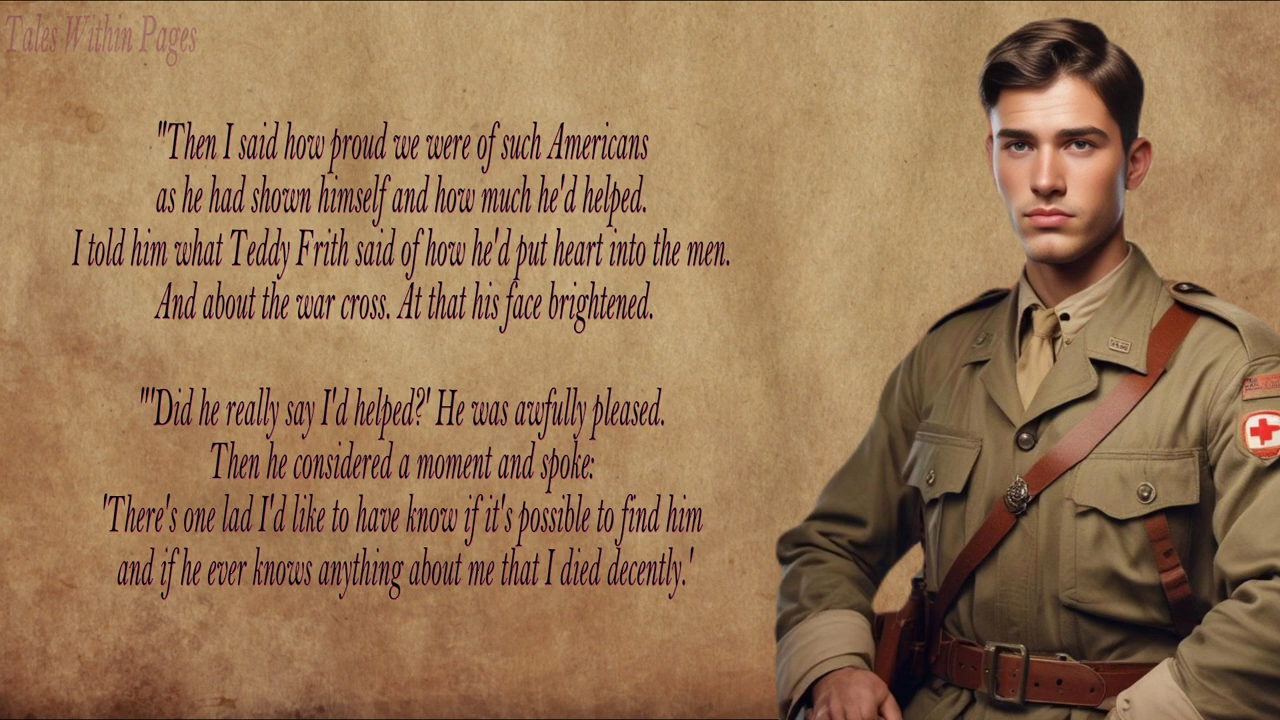 Tales Within Pages
"Then I said how proud we were of such Americans
as he had shown himself and how much he'd helped.
I told him what Teddy Frith said of how he'd put heart into the men.
And about the war cross. At that his face brightened.
"'Did he really say I'd helped?' He was awfully pleased.
Then he considered a moment and spoke:
'There's one lad I'd like to have know if it's possible to find him
and if he ever knows anything about me that I died decently.'